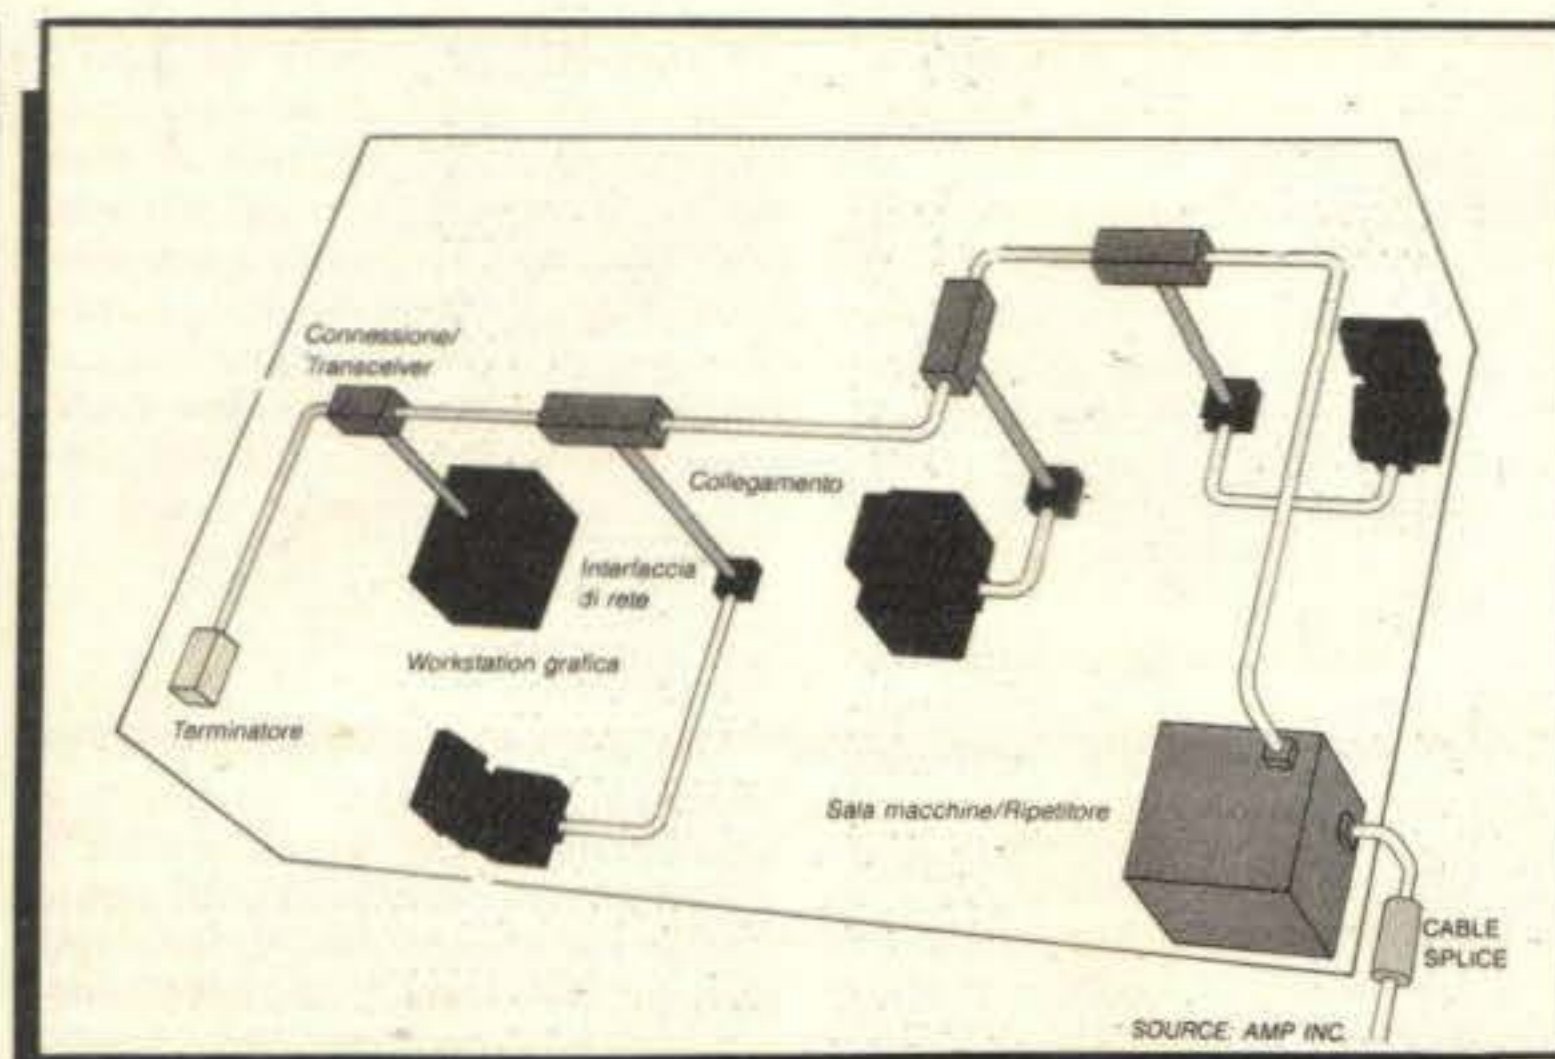 Connessione/
Transceiver
Collegamento
Interfaccia
di rete
Workstation grafica
Terminatore
Sala macchine/Ripetitore
CABLE
SPLICE
SOURCE: AMP INC.